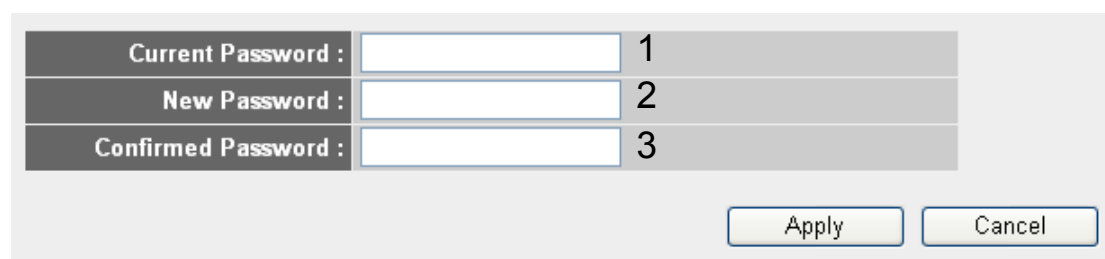 Current Password : 1
New Password : 2
Confirmed Password : 3
Apply Cancel